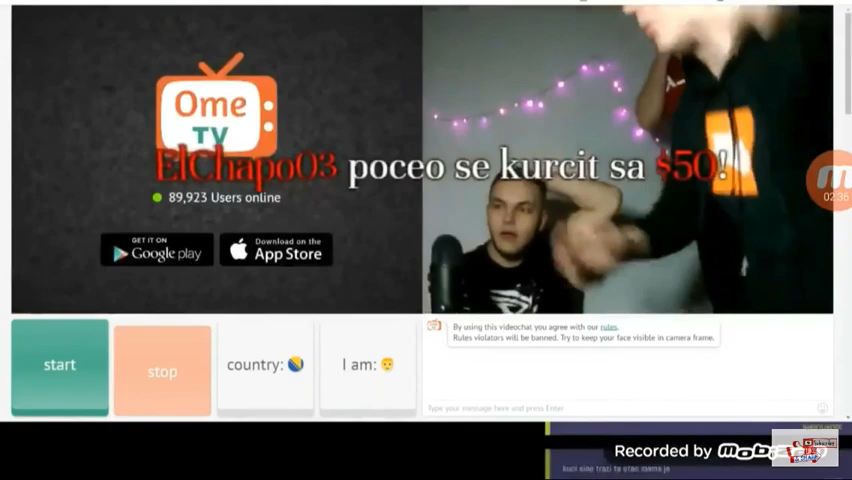 Ome
TV
ElChapo03 poceo se kurcit sa $50!
89,923 Users online
GET IT ON
Google play
Download on the
App Store
02:36
start
stop
country:
I am:
By using this videochat you agree with our rules.
Rules violators will be banned. Try to keep your face visible in camera frame.
Type your message here and press Enter
Recorded by